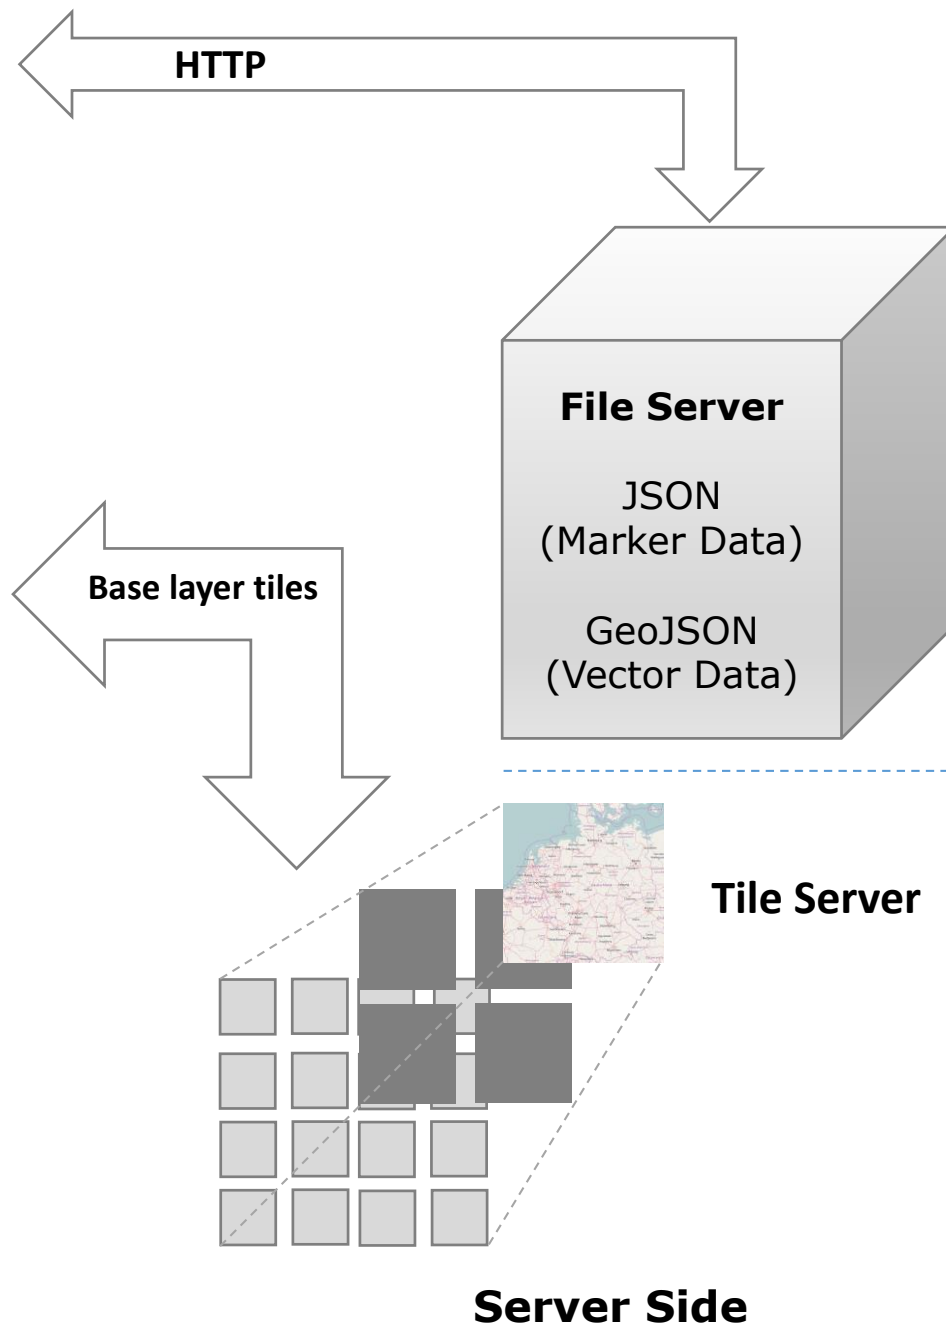 HTTP
File Server
JSON
(Marker Data)
GeoJSON
(Vector Data)
Base layer tiles
Tile Server
Server Side